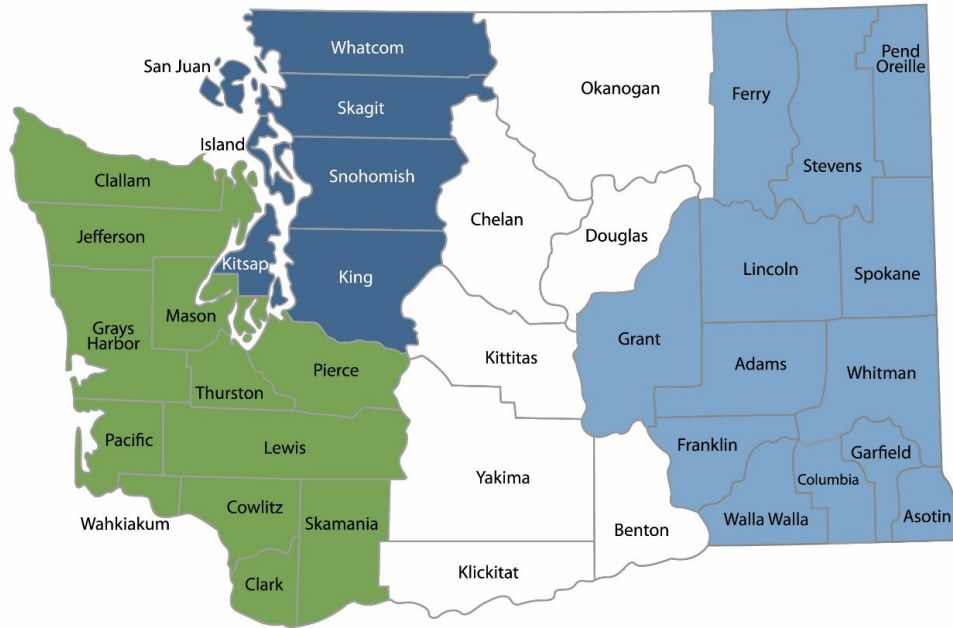 Whatcom
San Juan
Pend
Oreille
Okanogan
Ferry
Skagit
Island
Stevens
Snohomish
Clallam
Chelan
Douglas
Jefferson
Kitsap
King
Lincoln
Spokane
Mason
Grays
Harbor
Grant
Kittitas
Pierce
Adams
Whitman
Thurston
Pacific
Lewis
Franklin
Garfield
Yakima
Columbia
Cowlitz
Wahkiakum
Skamania
Walla Walla
Asotin
Benton
Klickitat
Clark